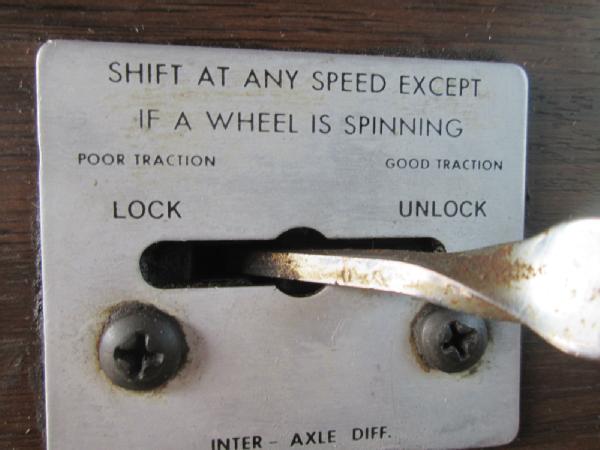 SHIFT AT ANY SPEED EXCEPT
IF A WHEEL IS SPINNING
POOR TRACTION GOOD TRACTION
LOCK UNLOCK
INTER - AXLE DIFF.